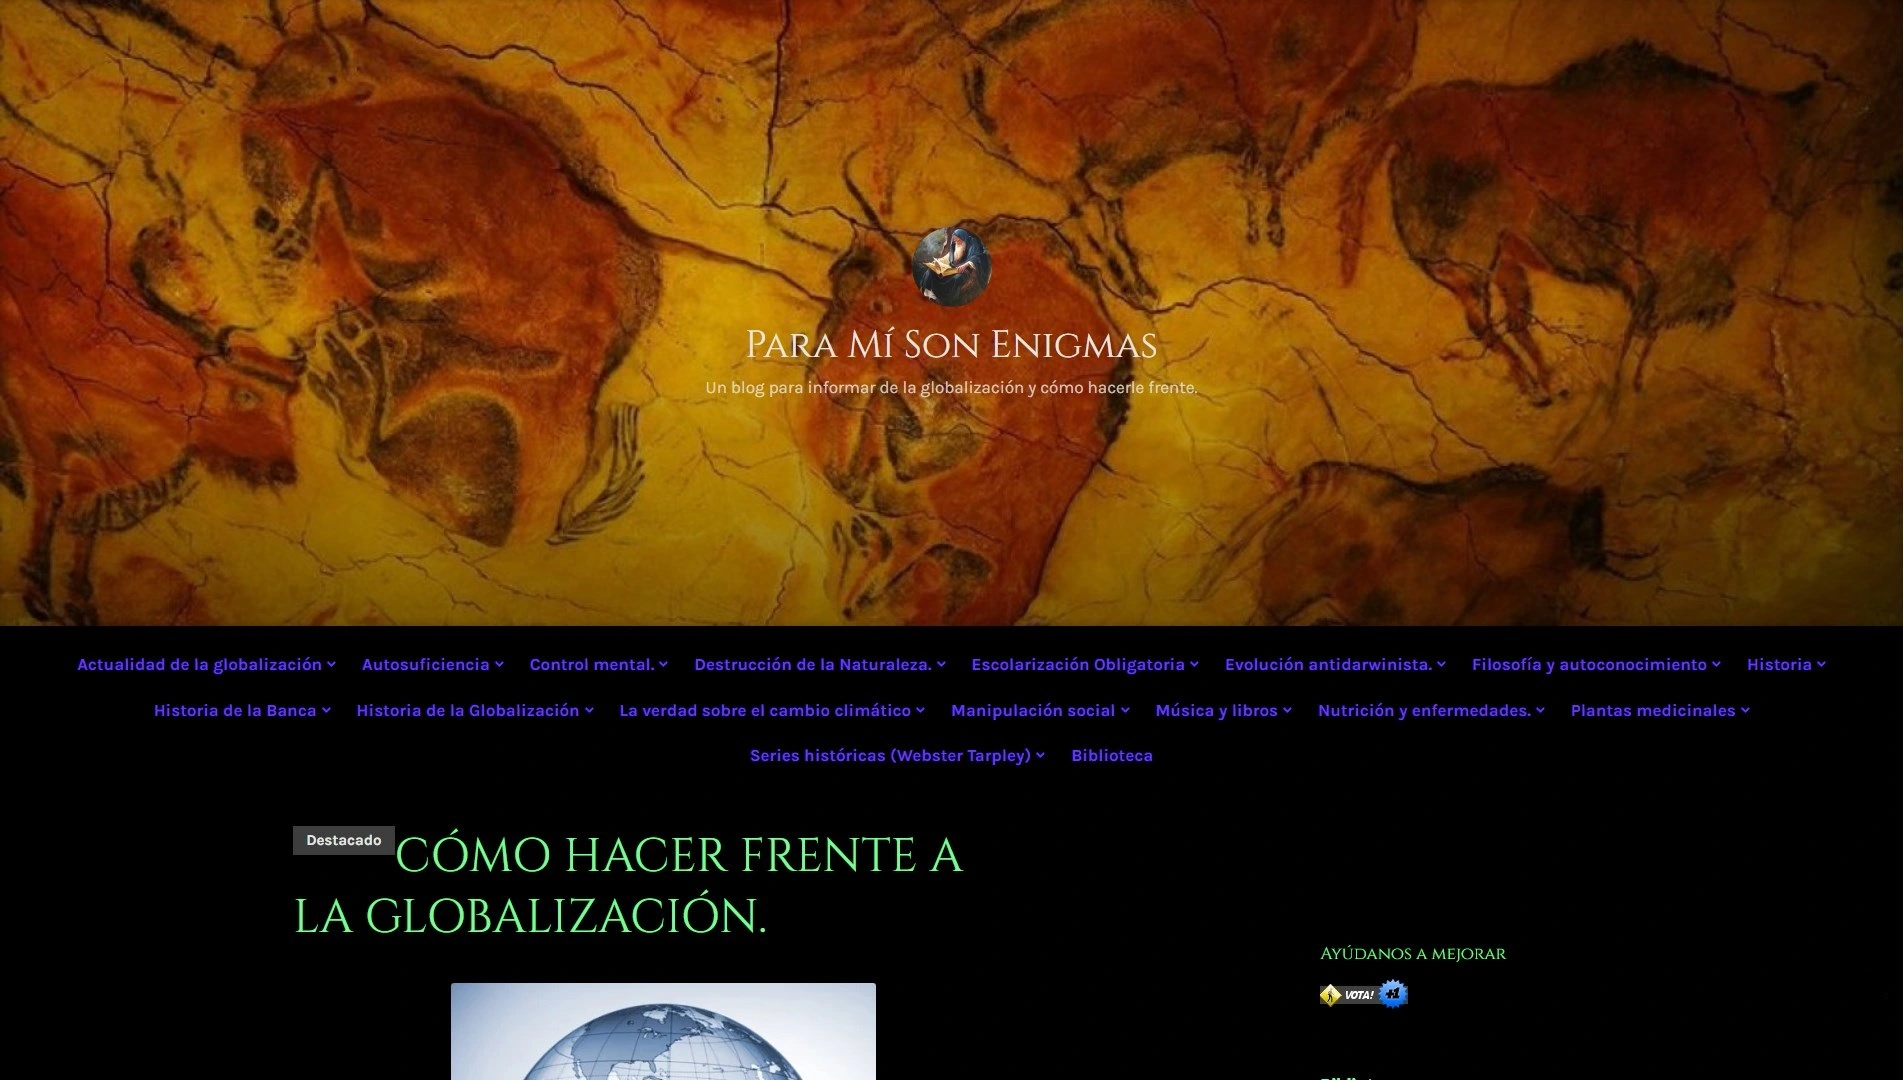 Para Mí Son Enigmas
Un blog para informar de la globalización y cómo hacerle frente.
Actualidad de la globalización Autosuficiencia Control mental. Destrucción de la Naturaleza. Escolarización Obligatoria Evolución antidarwinista. Filosofía y autoconocimiento Historia
Historia de la Banca Historia de la Globalización La verdad sobre el cambio climático Manipulación social Música y libros Nutrición y enfermedades. Plantas medicinales
Series históricas (Webster Tarpley) Biblioteca
Destacado CÓMO HACER FRENTE A
LA GLOBALIZACIÓN.
Ayúdanos a mejorar
VOTA! +1